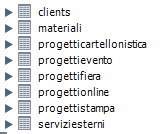 clients
materiali
progetticartellonistica
progettievento
progettifiera
progettionline
progettistampa
serviziesterni